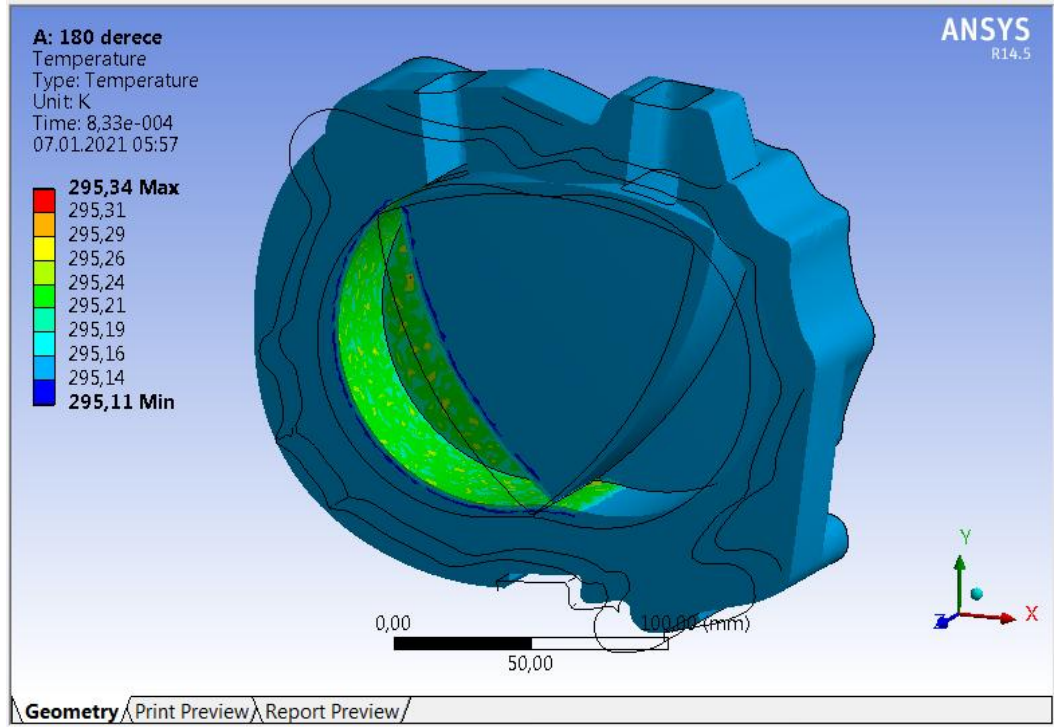 A: 180 derece
Temperature
Type: Temperature
Unit: K
Time: 8,33e-004
07.01.2021 05:57
295,34 Max
295,31
295,29
295,26
295,24
295,21
295,19
295,16
295,14
295,11 Min
ANSYS
R14.5
0,00 100,00 (mm)
50,00
Y
X
Z
Geometry Print Preview Report Preview